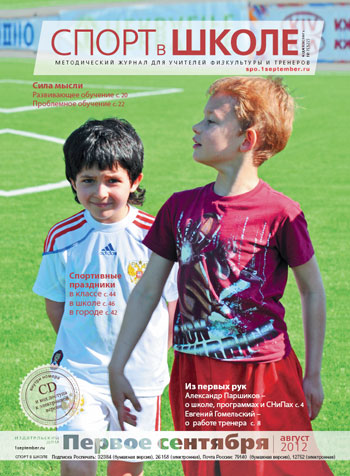 СПОРТ в ШКОЛЕ
МЕТОДИЧЕСКИЙ ЖУРНАЛ ДЛЯ УЧИТЕЛЕЙ ФИЗКУЛЬТУРЫ И ТРЕНЕРОВ
spo.1september.ru
Сила мысли
Развивающее обучение с. 20
Проблемное обучение с. 22
Спортивные
праздники
в классе с. 44
в школе с. 46
в городе с. 42
CD
Из первых рук
Александр Паршиков –
о школе, программах и СНиПах с. 4
Евгений Гомельский –
о работе тренера с. 8
ИЗДАТЕЛЬСКИЙ
ДОМ
Первое сентября
август
2012
1september.ru
СПОРТ В ШКОЛЕ Подписка: Роспечать: 32384 (бумажная версия), 26158 (электронная), Почта России: 79140 (бумажная версия), 12752 (электронная)